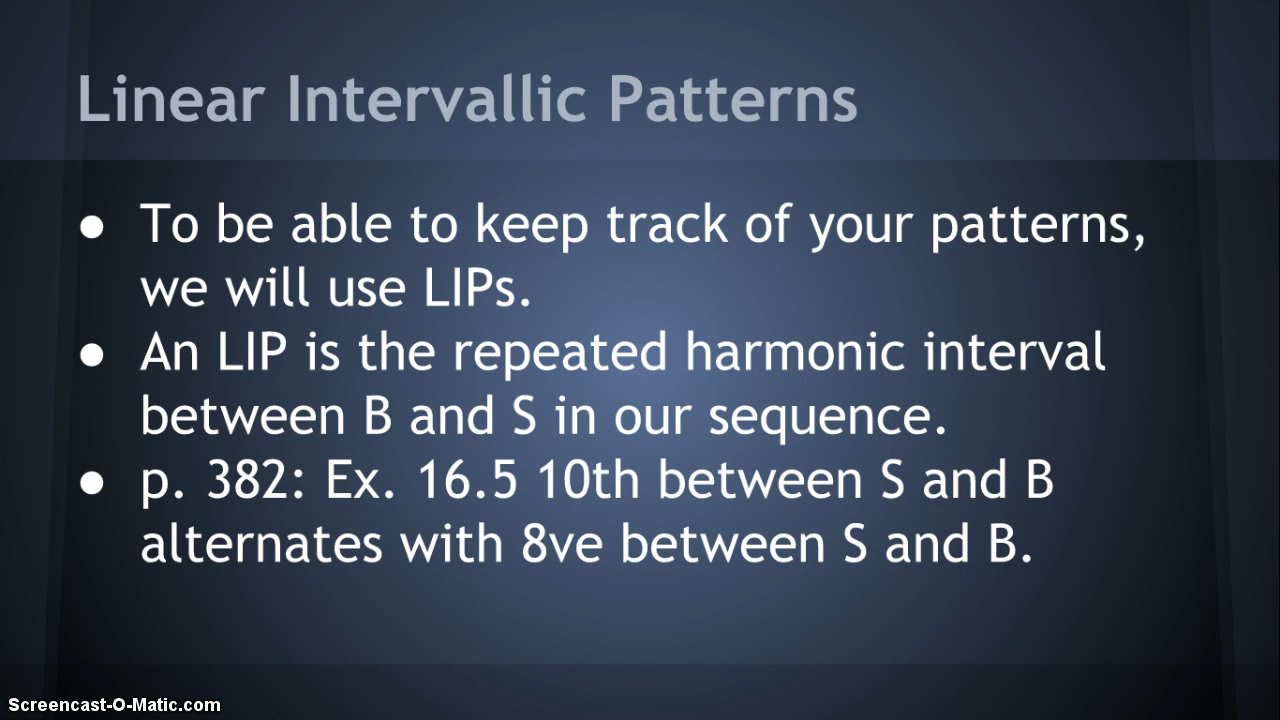 Linear Intervallic Patterns
● To be able to keep track of your patterns,
we will use LIPs.
● An LIP is the repeated harmonic interval
between B and S in our sequence.
● p. 382: Ex. 16.5 10th between S and B
alternates with 8ve between S and B.
Screencast-O-Matic.com